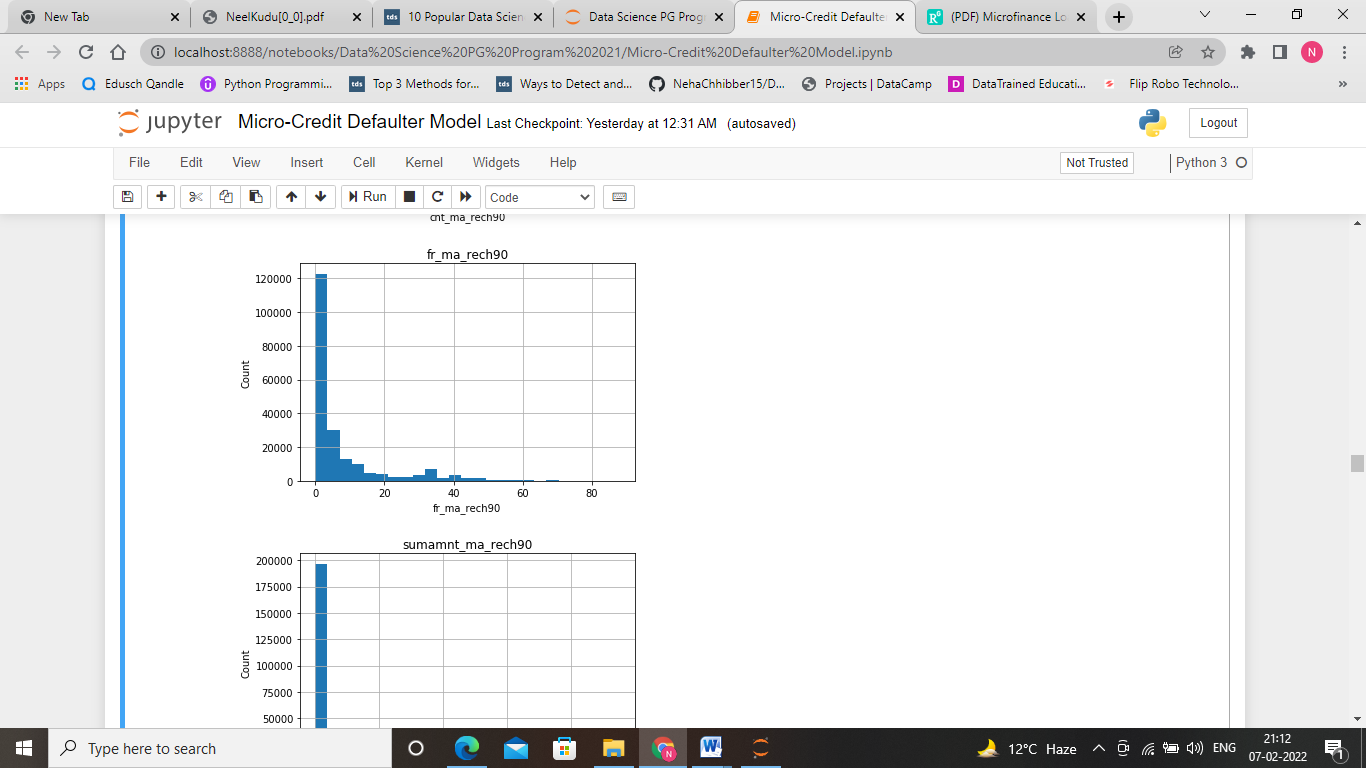 New Tab
NeelKudu[0_0].pdf
tds 10 Popular Data Scien
Data Science PG Prog
Micro-Credit Defaulte
R⁶ (PDF) Microfinance Lo
localhost:8888/notebooks/Data%20Science%20PG%20Program%202021/Micro-Credit%20Defaulter%20Model.ipynb
N
Apps
Edusch Qandle
Python Programmi...
tds Top 3 Methods for...
tds Ways to Detect and...
NehaChhibber15/D...
Projects | DataCamp
D DataTrained Educati...
Flip Robo Technolo...
»
jupyter Micro-Credit Defaulter Model Last Checkpoint: Yesterday at 12:31 AM (autosaved)
Logout
File Edit View Insert Cell Kernel Widgets Help
Not Trusted
Python 3
Run
Code
cnt_ma_rech90
fr_ma_rech90
120000
100000
80000
60000
40000
20000
0
Count
0 20 40 60 80
fr_ma_rech90
sumamnt_ma_rech90
200000
175000
150000
125000
100000
75000
50000
Count
Type here to search
N
W
12°C Haze
ENG
21:12
07-02-2022
1